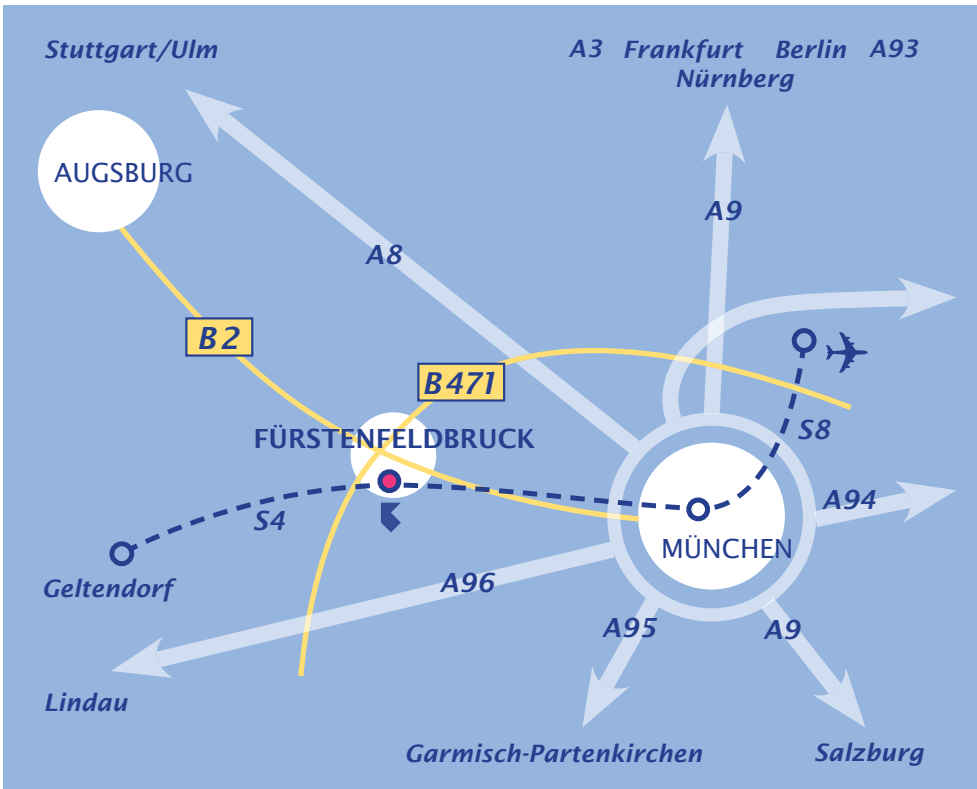 Stuttgart/Ulm
A3 Frankfurt Berlin A93
Nürnberg
AUGSBURG
A9
A8
B2
B471
S8
FÜRSTENFELDBRUCK
A94
S4
MÜNCHEN
Geltendorf
A96
A95
A9
Lindau
Garmisch-Partenkirchen
Salzburg